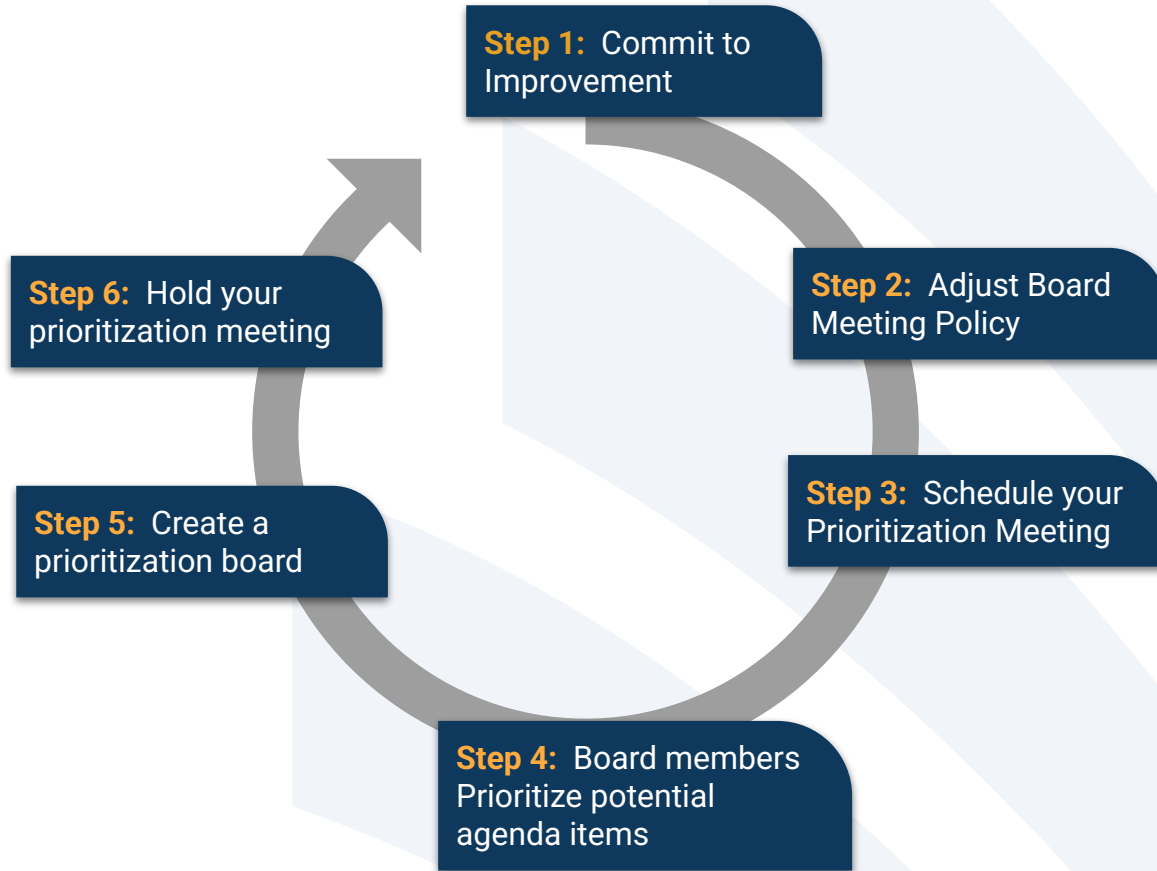 Step 1: Commit to
Improvement
Step 2: Adjust Board
Meeting Policy
Step 3: Schedule your
Prioritization Meeting
Step 4: Board members
Prioritize potential
agenda items
Step 5: Create a
prioritization board
Step 6: Hold your
prioritization meeting